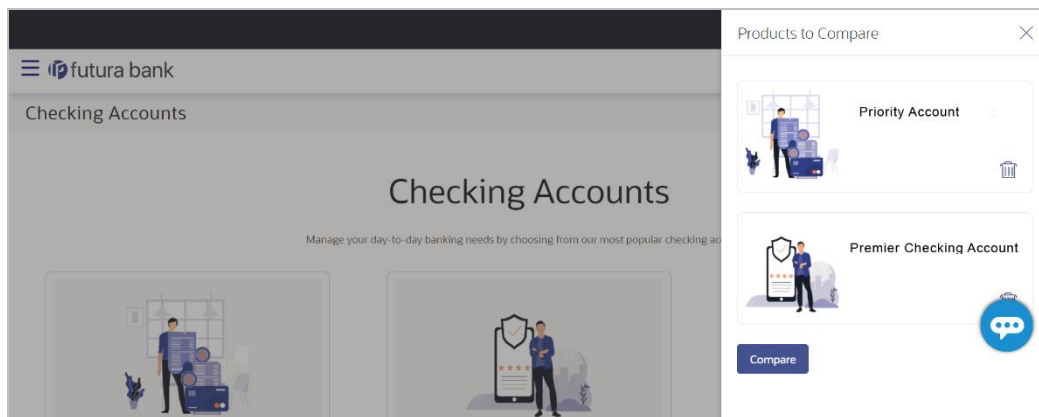 Products to Compare
futura bank
Checking Accounts
Priority Account
Checking Accounts
Manage your day-to-day banking needs by choosing from our most popular checking ac
Premier Checking Account
Compare